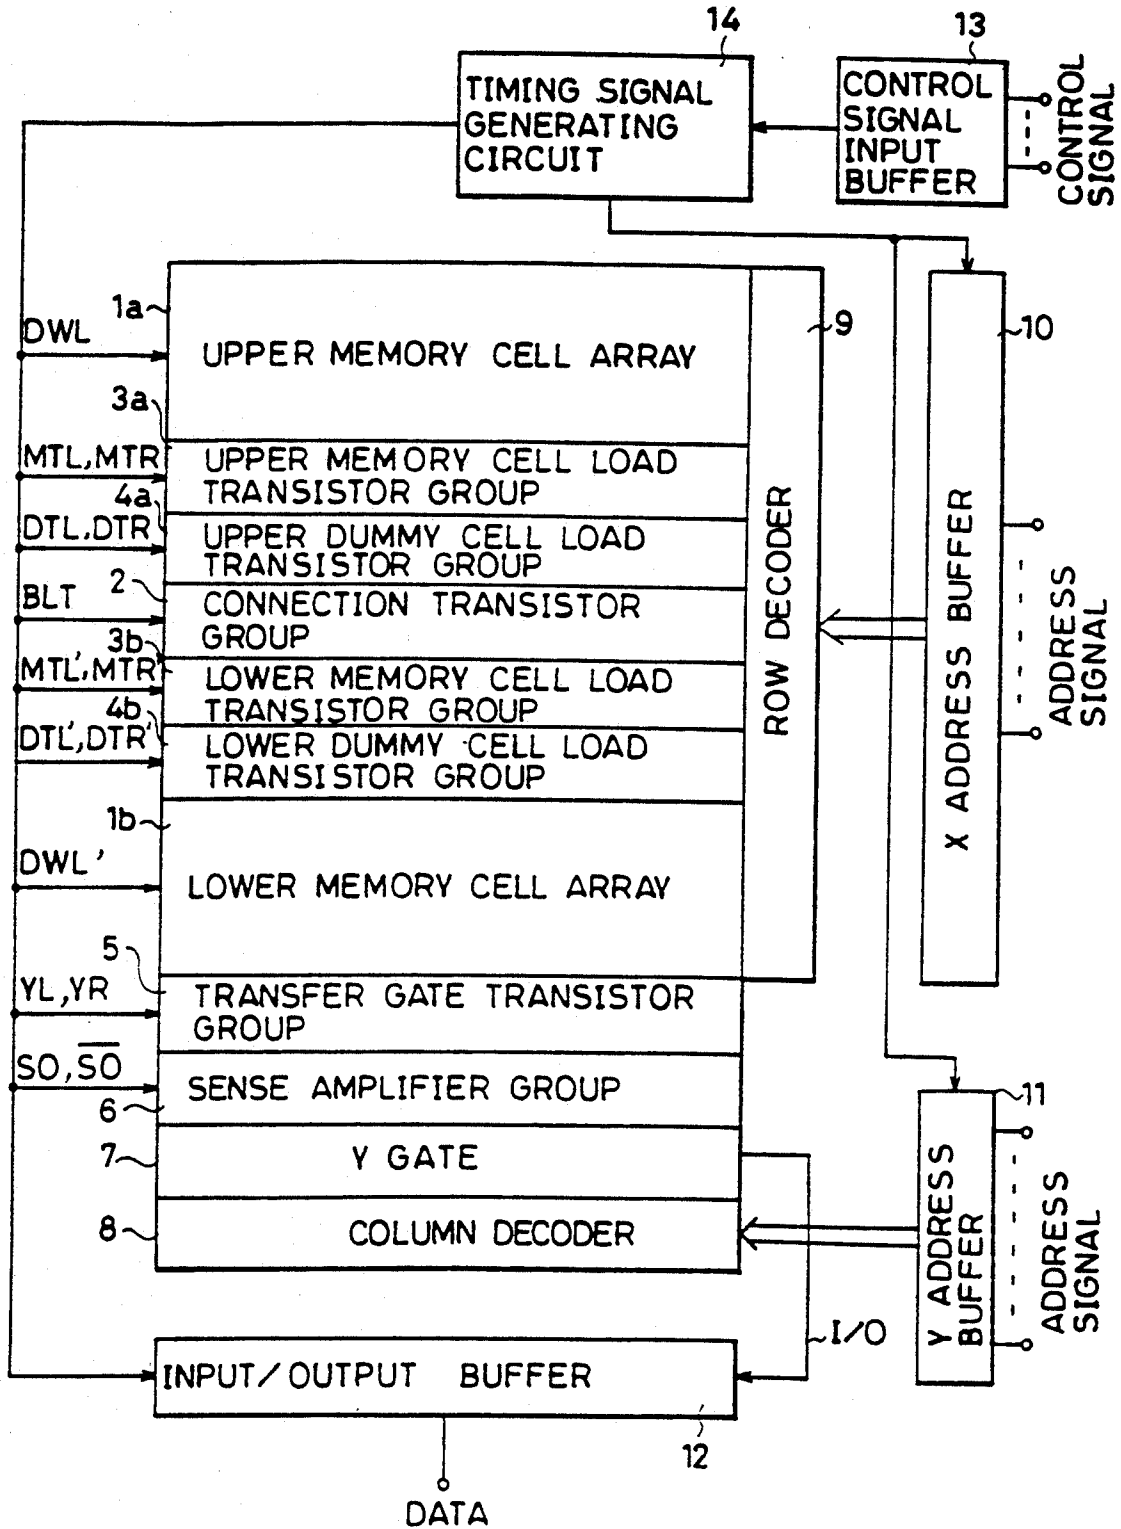 14
13
TIMING SIGNAL
GENERATING
CIRCUIT
CONTROL
SIGNAL
INPUT
BUFFER
CONTROL
SIGNAL
1a
DWL
UPPER MEMORY CELL ARRAY
9
10
3a
MTL,MTR
UPPER MEMORY CELL LOAD
TRANSISTOR GROUP
4a
DTL,DTR
UPPER DUMMY CELL LOAD
TRANSISTOR GROUP
BLT
2
CONNECTION TRANSISTOR
GROUP
3b
MTL',MTR'
LOWER MEMORY CELL LOAD
TRANSISTOR GROUP
4b
DTL',DTR'
LOWER DUMMY CELL LOAD
TRANSISTOR GROUP
ROW DECODER
X ADDRESS BUFFER
ADDRESS
SIGNAL
1b
DWL'
LOWER MEMORY CELL ARRAY
5
YL,YR
TRANSFER GATE TRANSISTOR
GROUP
SO,S̅O̅
SENSE AMPLIFIER GROUP
6
7
Y GATE
8
COLUMN DECODER
11
Y ADDRESS
BUFFER
ADDRESS
SIGNAL
I/O
INPUT/OUTPUT BUFFER
12
DATA